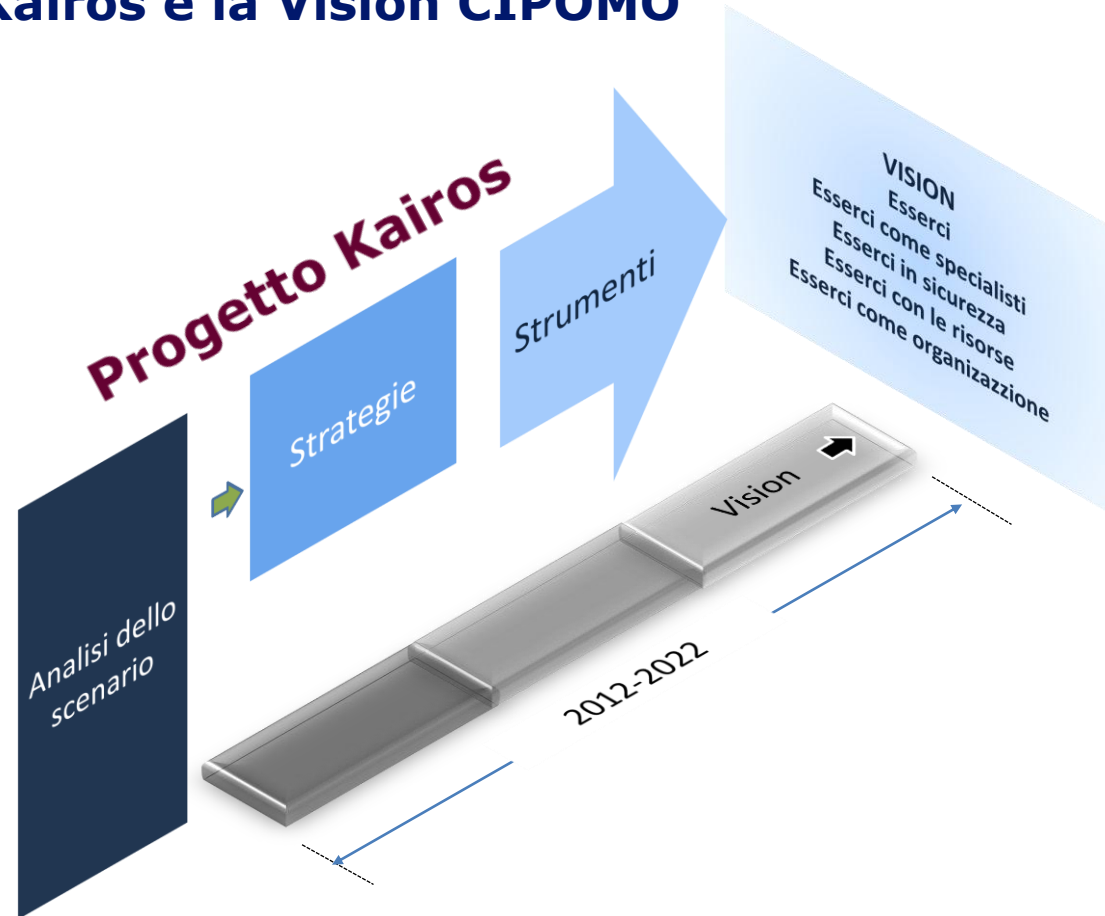 Kairos e la Vision CIPOMO
Progetto Kairos
Analisi dello
scenario
Strategie
Strumenti
VISION
Esserci
Esserci come specialisti
Esserci in sicurezza
Esserci con le risorse
Esserci come organizazzione
Vision
2012-2022